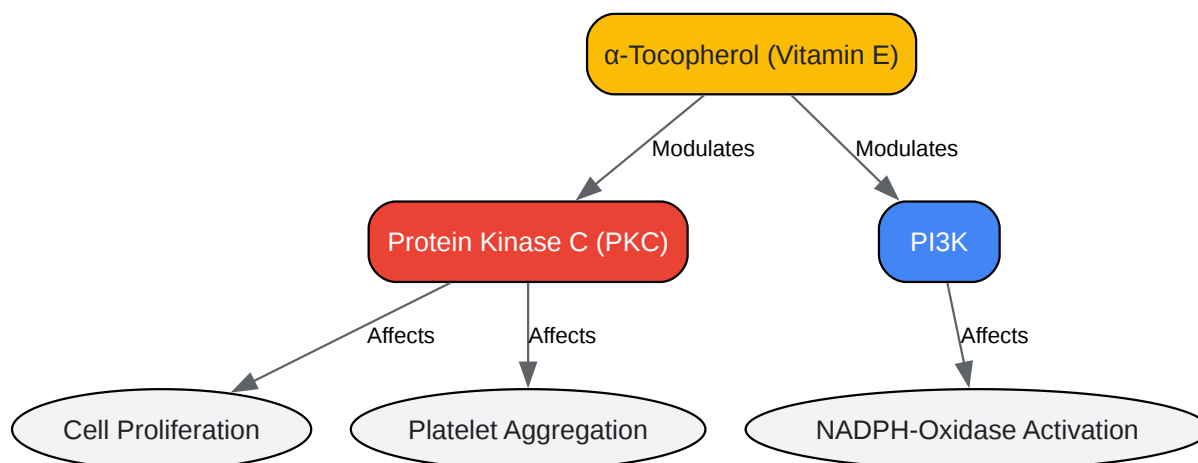 α-Tocopherol (Vitamin E)
Modulates
Modulates
Protein Kinase C (PKC)
PI3K
Affects
Affects
Affects
Cell Proliferation
Platelet Aggregation
NADPH-Oxidase Activation